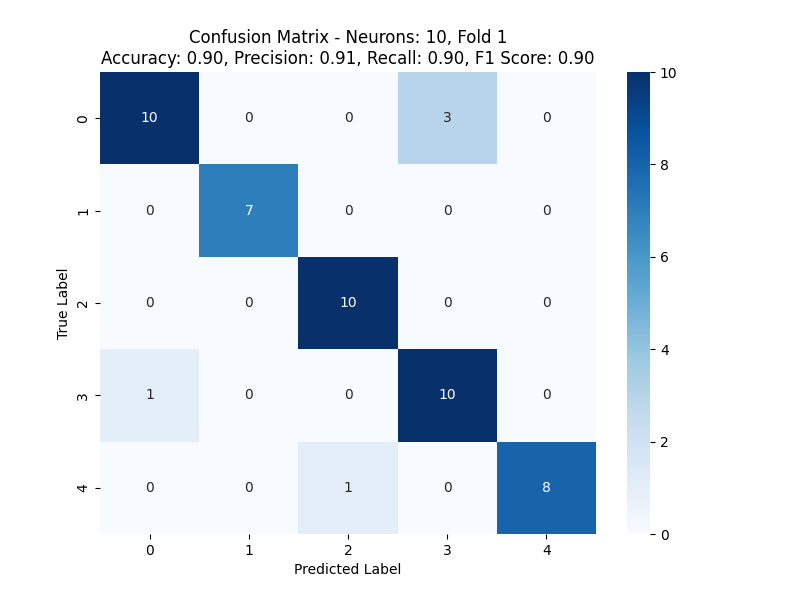 Confusion Matrix - Neurons: 10, Fold 1
Accuracy: 0.90, Precision: 0.91, Recall: 0.90, F1 Score: 0.90
True Label
0 10 0 0 3 0
1 0 7 0 0 0
2 0 0 10 0 0
3 1 0 0 10 0
4 0 0 1 0 8
0 1 2 3 4
Predicted Label
10
8
6
4
2
0